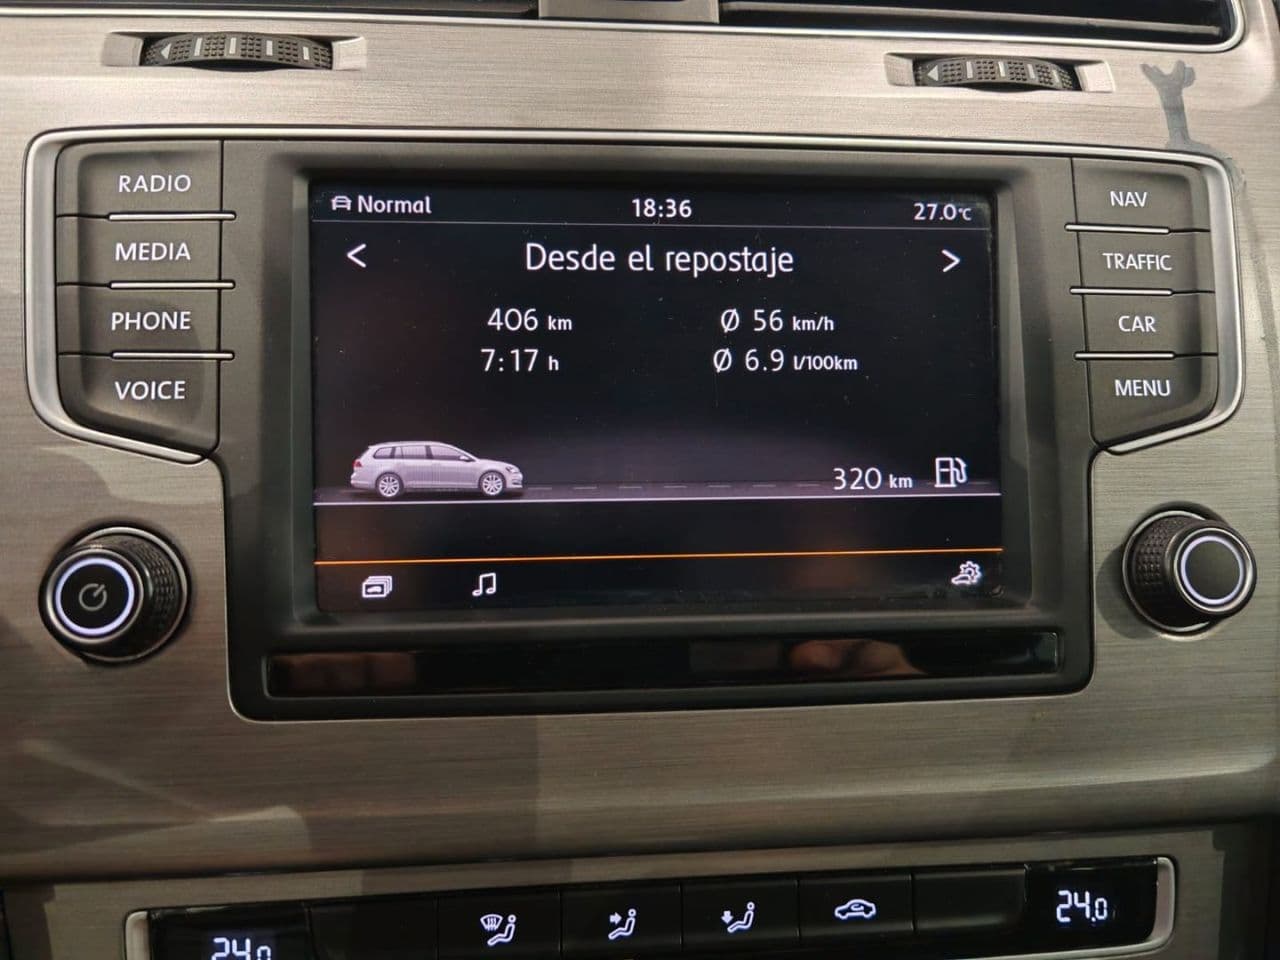 RADIO
MEDIA
PHONE
VOICE
Normal
18:36
27.0°C
< Desde el repostaje >
406 km
Ø 56 km/h
7:17 h
Ø 6.9 l/100km
320 km
NAV
TRAFFIC
CAR
MENU
24.0
24.0